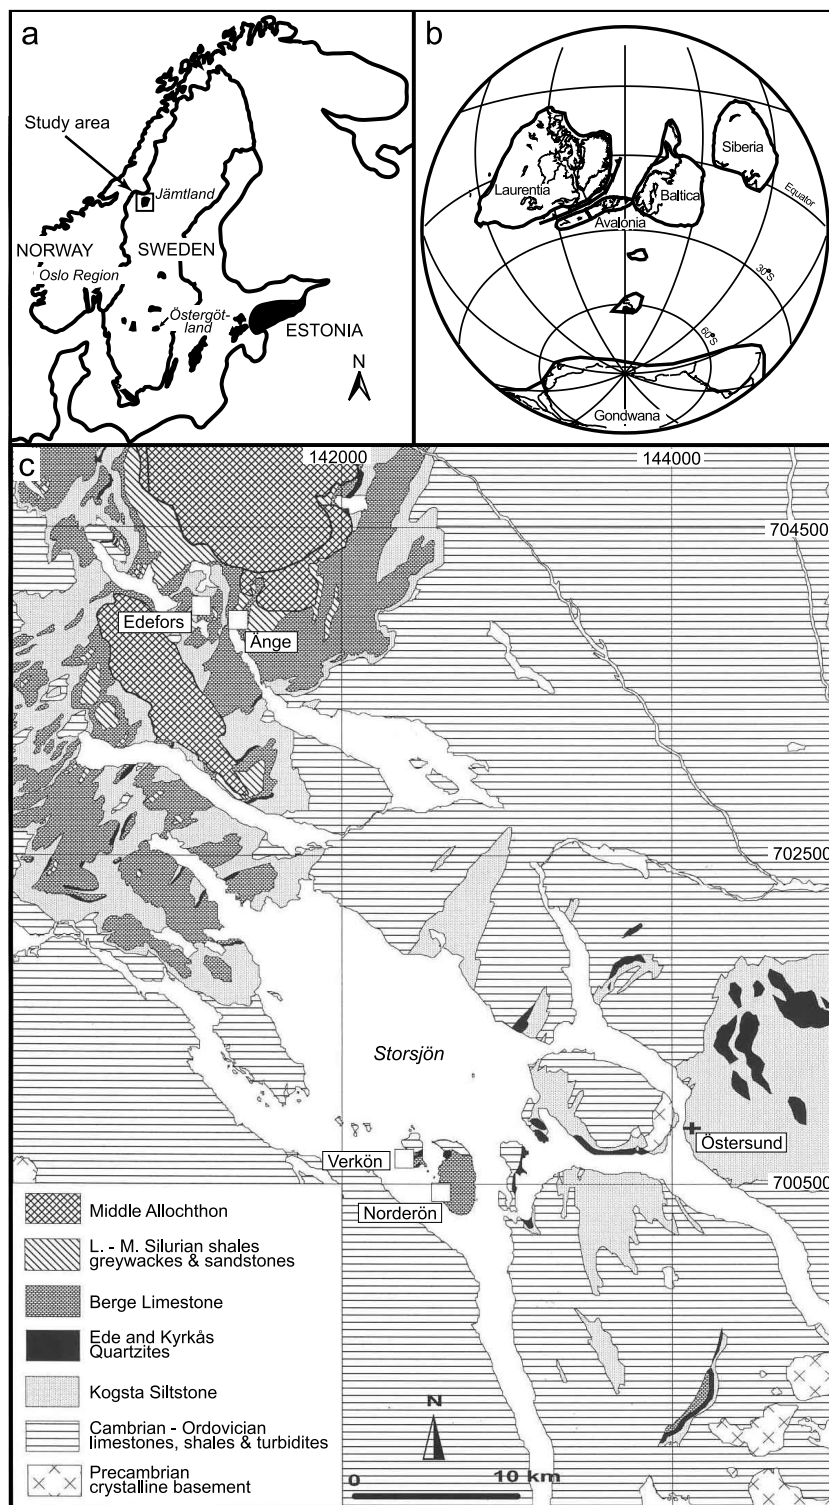 a
Study area
Jämtland
NORWAY
SWEDEN
Oslo Region
Östergöt-
land
ESTONIA
N
b
Siberia
Laurentia
Baltica
Equator
Avalonia
30°S
60°S
Gondwana
c
142000
144000
704500
Edefors
Änge
702500
Storsjön
Östersund
Verkön
700500
Norderön
Middle Allochthon
L. - M. Silurian shales
greywackes & sandstones
Berge Limestone
Ede and Kyrkås
Quartzites
Kogsta Siltstone
Cambrian - Ordovician
limestones, shales & turbidites
Precambrian
crystalline basement
N
0
10 km